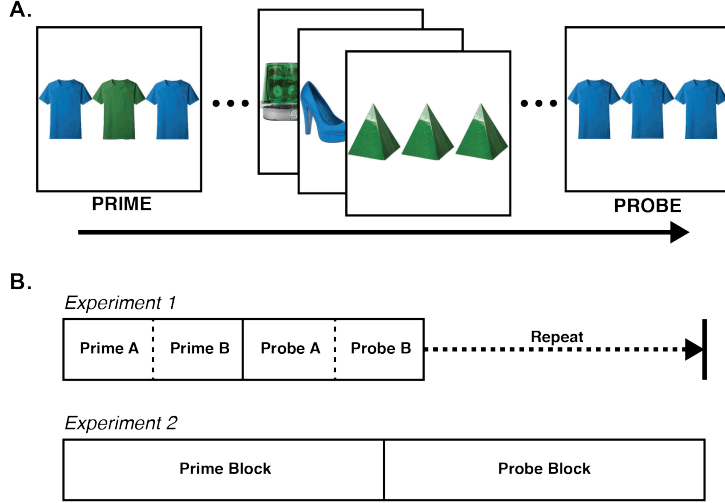 A.
PRIME
PROBE
B.
Experiment 1
Prime A Prime B Probe A Probe B Repeat
Experiment 2
Prime Block Probe Block